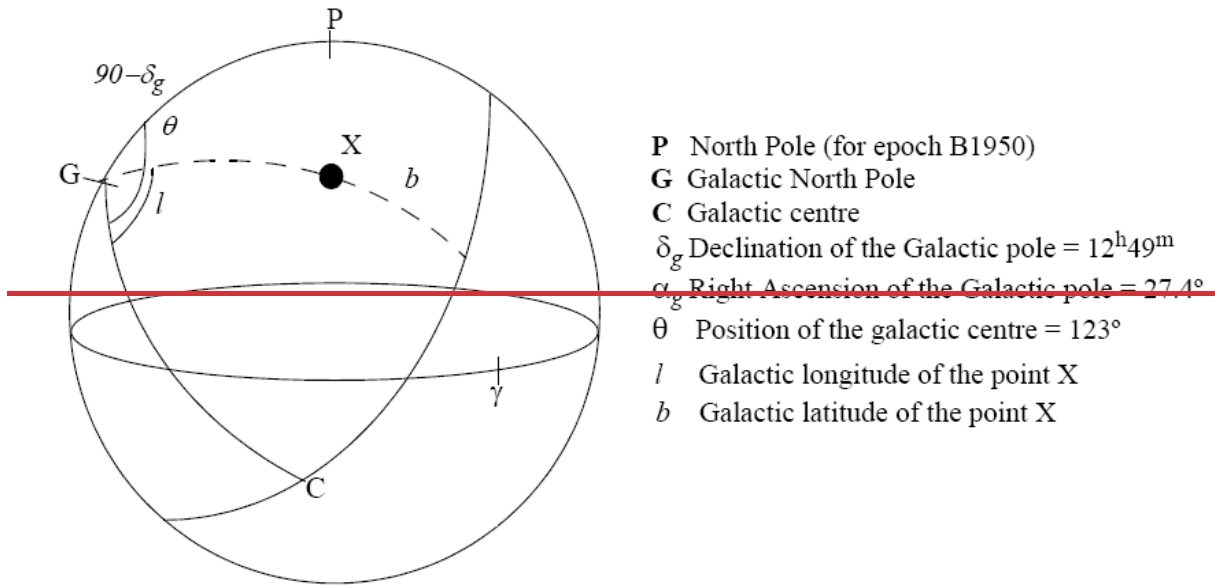 P
90−δg
θ
X
G
b
l
P North Pole (for epoch B1950)
G Galactic North Pole
C Galactic centre
δg Declination of the Galactic pole = 12h49m
αg Right Ascension of the Galactic pole = 27.4º
θ Position of the galactic centre = 123º
l Galactic longitude of the point X
b Galactic latitude of the point X
γ
C